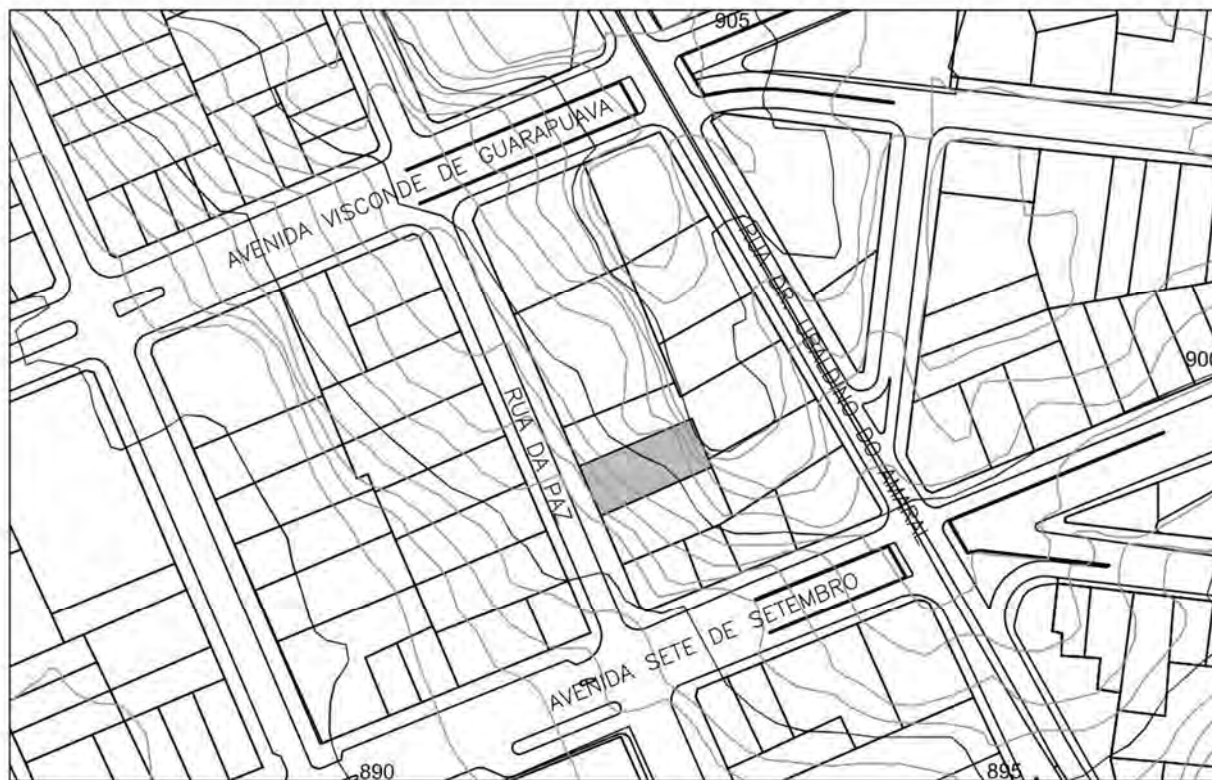 905
AVENIDA VISCONDE DE GUARAPUAVA
RUA DR. UBALDINO DO AMARAL
900
RUA DA PAZ
AVENIDA SETE DE SETEMBRO
890
895